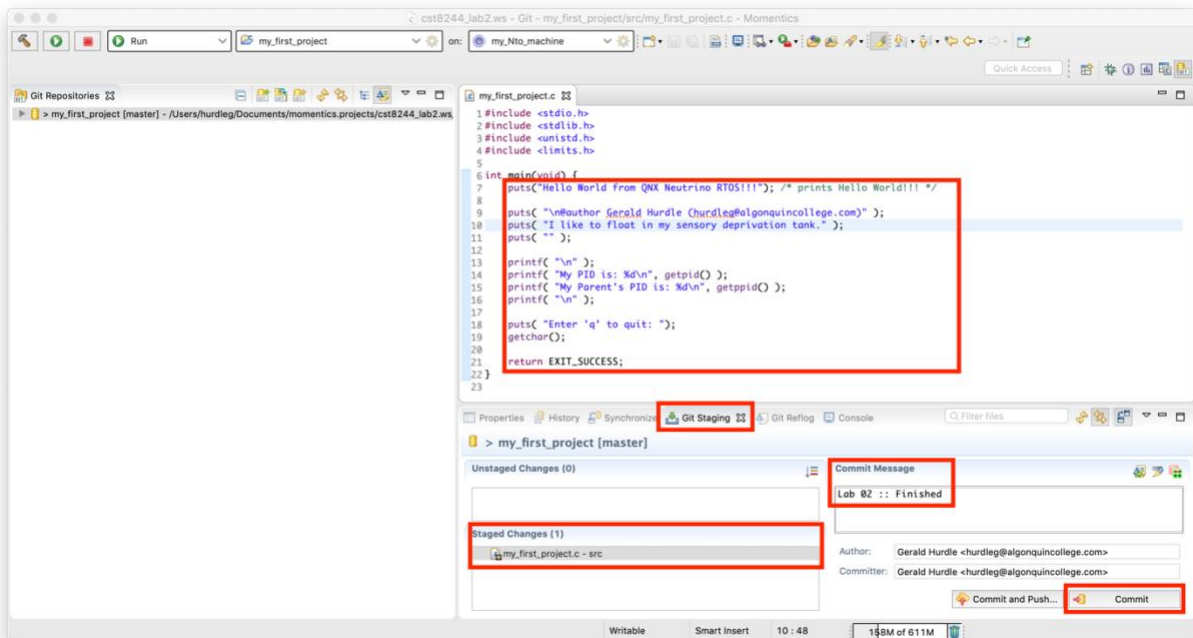 cst8244_lab2.ws - Git - my_first_project/src/my_first_project.c - Momentics
Run my_first_project on: my_Nto_machine
Quick Access
Git Repositories
> my_first_project [master] - /Users/hurdleg/Documents/momentics.projects/cst8244_lab2.ws
my_first_project.c
1 #include <stdio.h>
2 #include <stdlib.h>
3 #include <unistd.h>
4 #include <limits.h>
5
6 int main(void) {
7 puts("Hello World from QNX Neutrino RTOS!!!"); /* prints Hello World!!! */
8
9 puts( "\n@author Gerald Hurdle (hurdleg@algonquincollege.com)" );
10 puts( "I like to float in my sensory deprivation tank." );
11 puts( "" );
12
13 printf( "\n" );
14 printf( "My PID is: %d\n", getpid() );
15 printf( "My Parent's PID is: %d\n", getppid() );
16 printf( "\n" );
17
18 puts( "Enter 'q' to quit: ");
19 getchar();
20
21 return EXIT_SUCCESS;
22 }
23
Properties History Synchronize Git Staging Git Reflog Console Filter files
> my_first_project [master]
Unstaged Changes (0)
Staged Changes (1)
my_first_project.c - src
Commit Message
Lab 02 :: Finished
Author: Gerald Hurdle <hurdleg@algonquincollege.com>
Committer: Gerald Hurdle <hurdleg@algonquincollege.com>
Commit and Push... Commit
Writable Smart Insert 10 : 48 158M of 611M